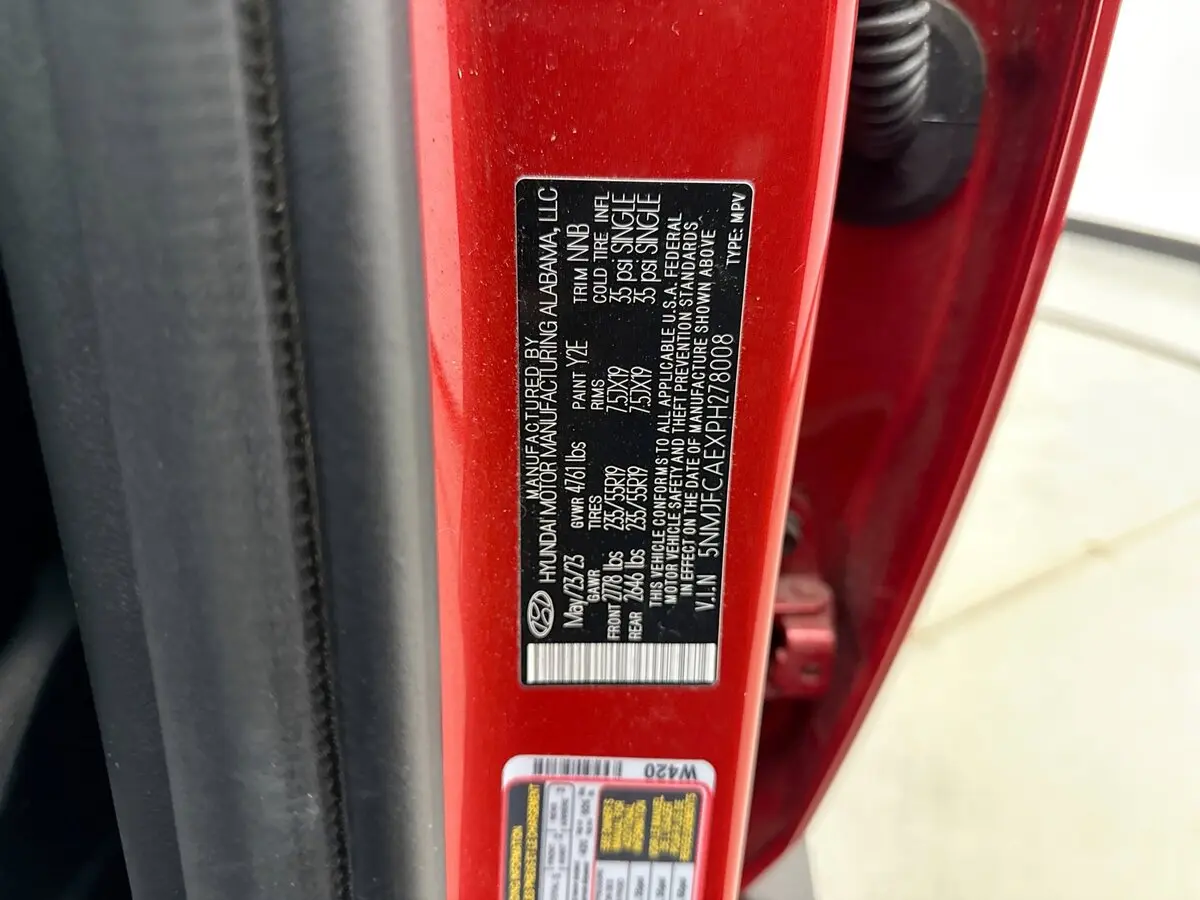 MANUFACTURED BY
HYUNDAI MOTOR MANUFACTURING ALABAMA, LLC
May/23/23 GVWR 4761 lbs PAINT Y2E TRIM NNB
GAWR TIRES RIMS COLD TIRE INFL
FRONT 2778 lbs 235/55R19 7.5JX19 35 psi SINGLE
REAR 2646 lbs 235/55R19 7.5JX19 35 psi SINGLE
THIS VEHICLE CONFORMS TO ALL APPLICABLE U.S.A. FEDERAL
MOTOR VEHICLE SAFETY AND THEFT PREVENTION STANDARDS
IN EFFECT ON THE DATE OF MANUFACTURE SHOWN ABOVE
V.I.N 5NMJFCAEXPH278008 TYPE: MPV
W420